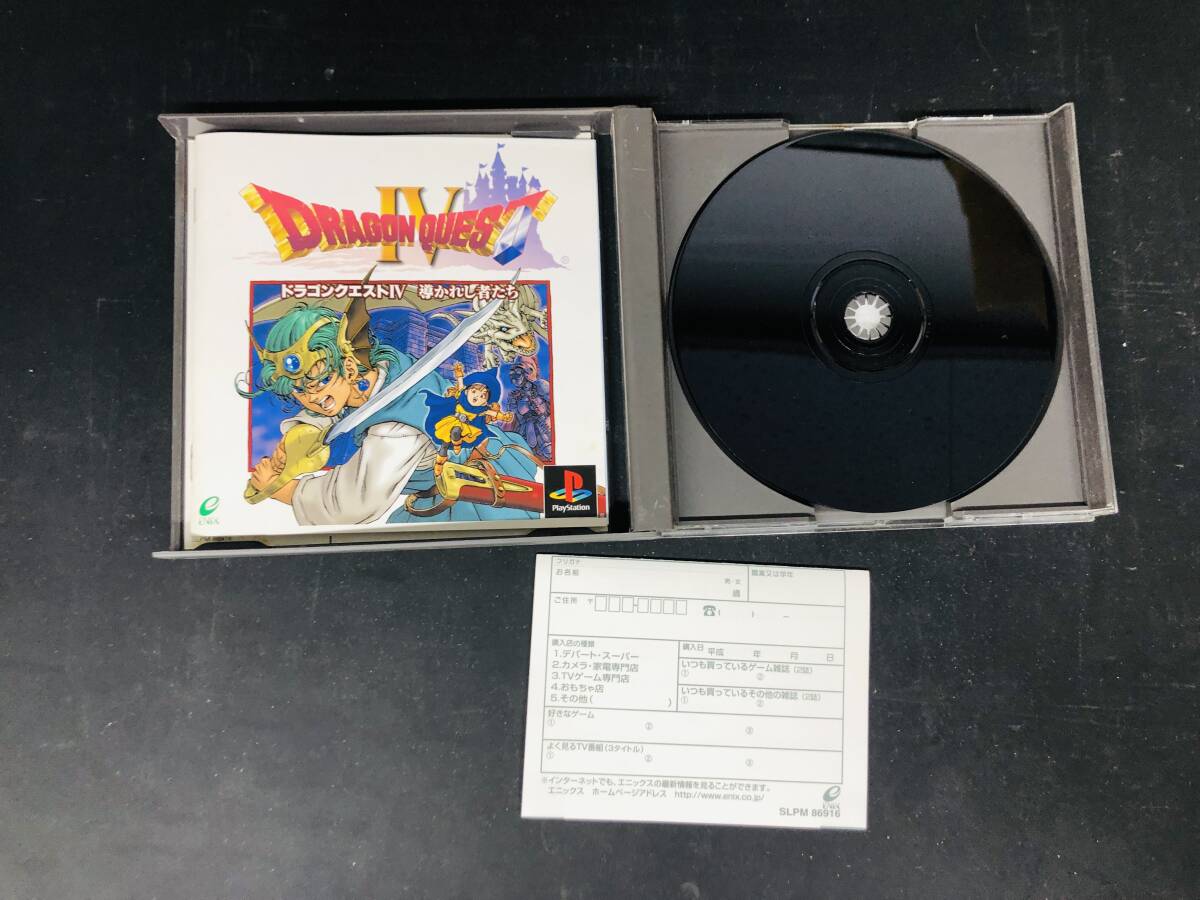 DRAGON QUEST
IV
®
ドラゴンクエストIV 導かれし者たち
ENIX
PlayStation
フリガナ
お名前
男・女
歳
職業又は学年
ご住所 〒
☎( ) –
購入店の種類
1.デパート・スーパー
2.カメラ・家電専門店
3.TVゲーム専門店
4.おもちゃ店
5.その他( )
購入日 平成 年 月 日
いつも買っているゲーム雑誌(2誌)
① ②
いつも買っているその他の雑誌(2誌)
① ②
好きなゲーム
① ② ③
よく見るTV番組(3タイトル)
① ② ③
※インターネットでも、エニックスの最新情報を見ることができます。
エニックス ホームページアドレス http://www.enix.co.jp/
ENIX
SLPM 86916